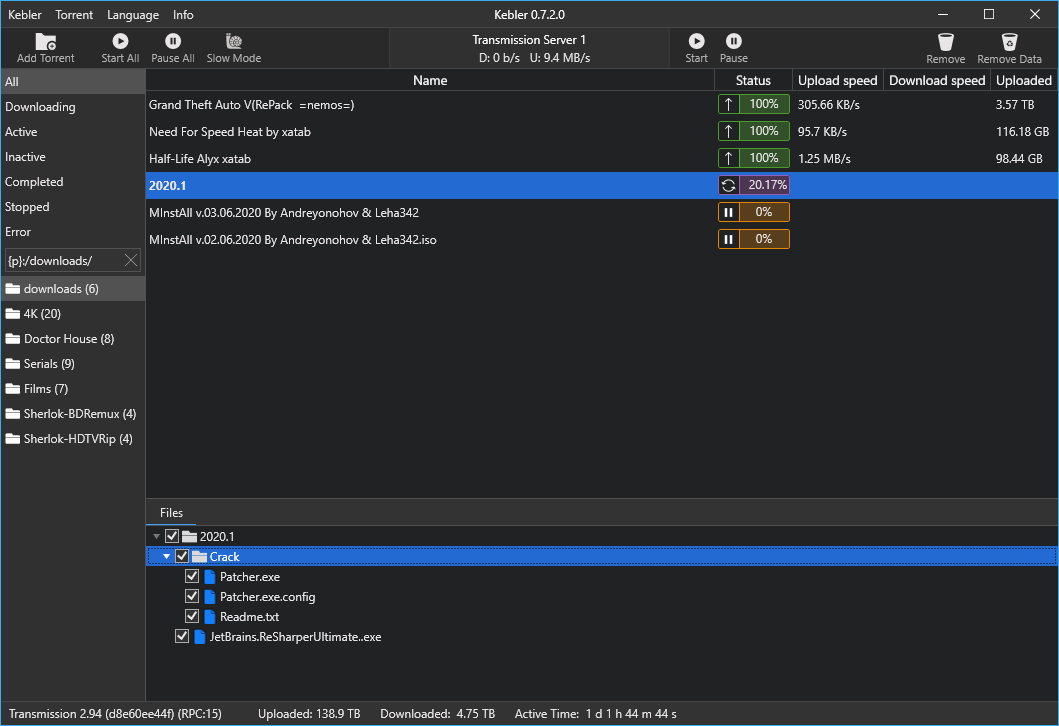 Kebler Torrent Language Info Kebler 0.7.2.0
Add Torrent Start All Pause All Slow Mode Transmission Server 1 Start Pause Remove Remove Data
D: 0 b/s U: 9.4 MB/s
All
Downloading
Active
Inactive
Completed
Stopped
Error
{p}:/downloads/
downloads (6)
4K (20)
Doctor House (8)
Serials (9)
Films (7)
Sherlok-BDRemux (4)
Sherlok-HDTVRip (4)
Name Status Upload speed Download speed Uploaded
Grand Theft Auto V(RePack =nemos=) 100% 305.66 KB/s 3.57 TB
Need For Speed Heat by xatab 100% 95.7 KB/s 116.18 GB
Half-Life Alyx xatab 100% 1.25 MB/s 98.44 GB
2020.1 20.17%
MInstAll v.03.06.2020 By Andreyonohov & Leha342 0%
MInstAll v.02.06.2020 By Andreyonohov & Leha342.iso 0%
Files
2020.1
Crack
Patcher.exe
Patcher.exe.config
Readme.txt
JetBrains.ReSharperUltimate..exe
Transmission 2.94 (d8e60ee44f) (RPC:15) Uploaded: 138.9 TB Downloaded: 4.75 TB Active Time: 1 d 1 h 44 m 44 s